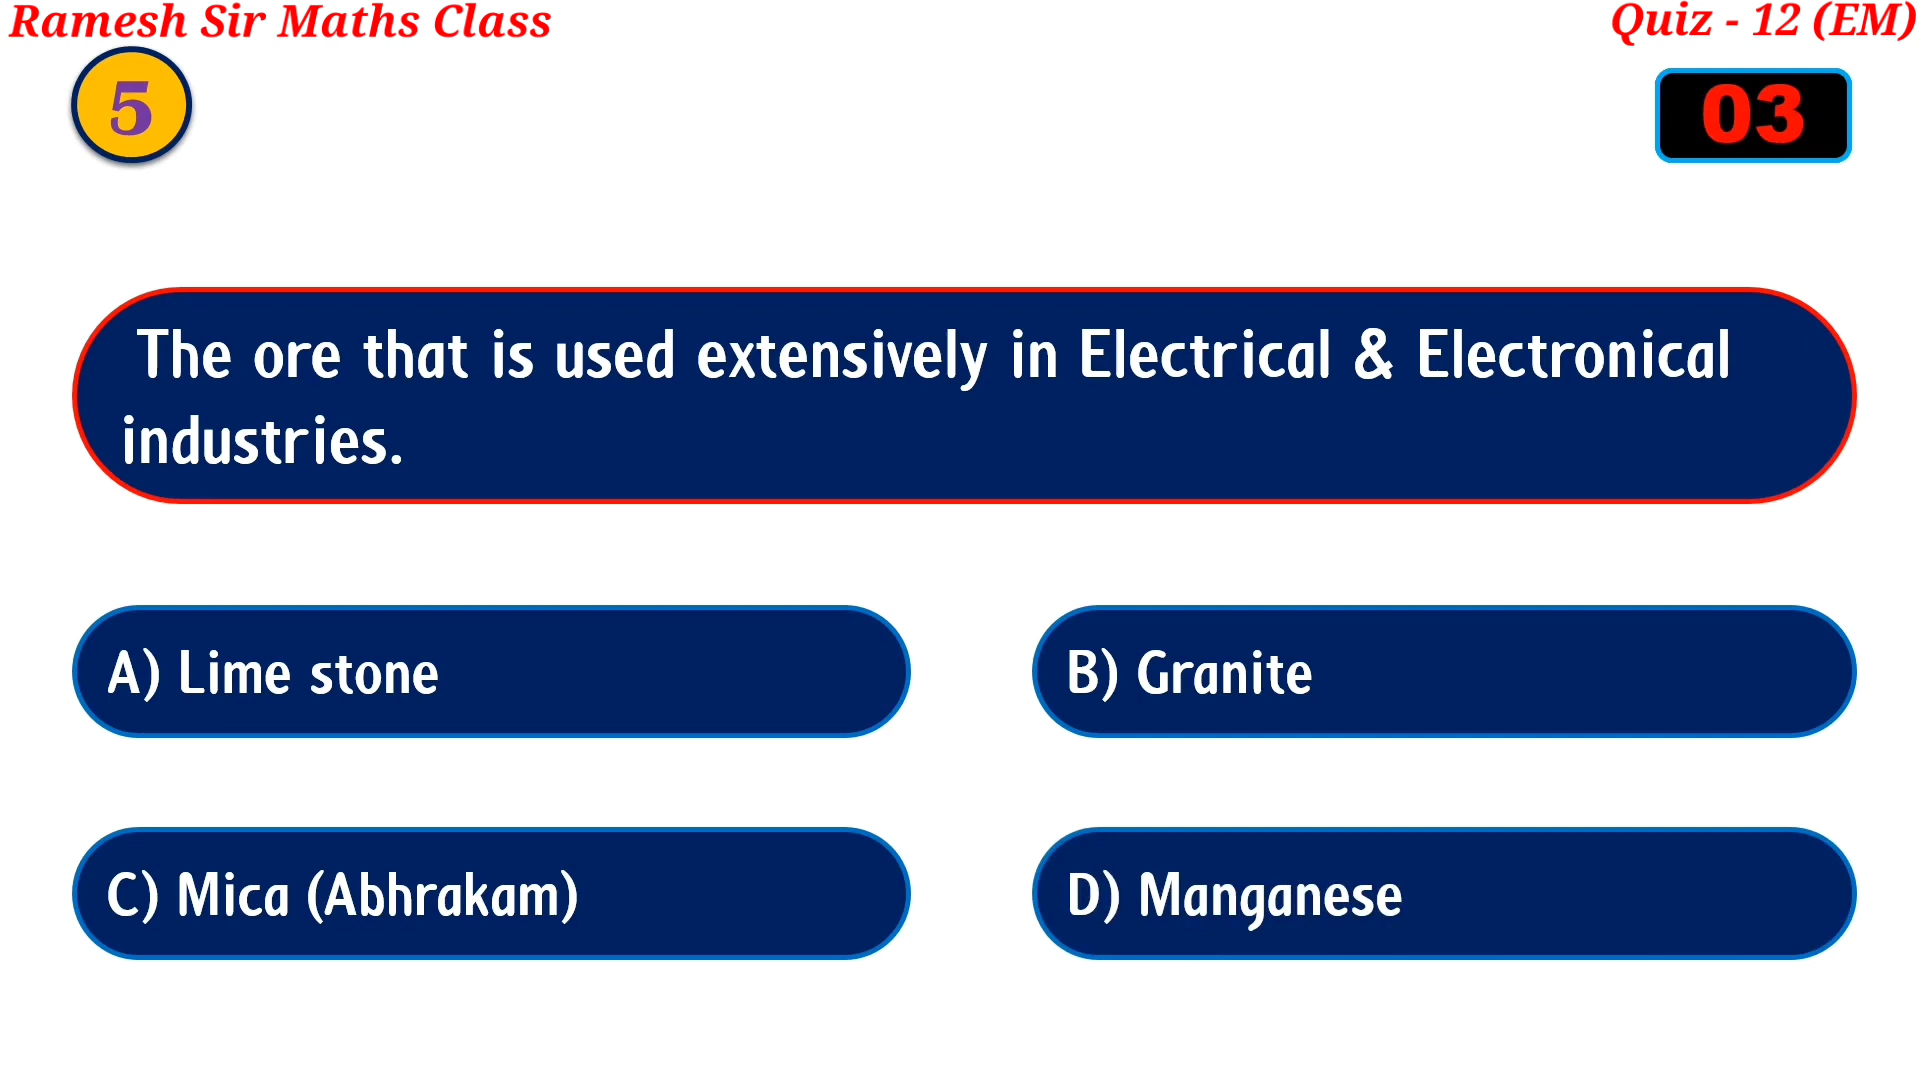 Ramesh Sir Maths Class
Quiz - 12 (EM)
5
03
The ore that is used extensively in Electrical & Electronical
industries.
A) Lime stone
B) Granite
C) Mica (Abhrakam)
D) Manganese